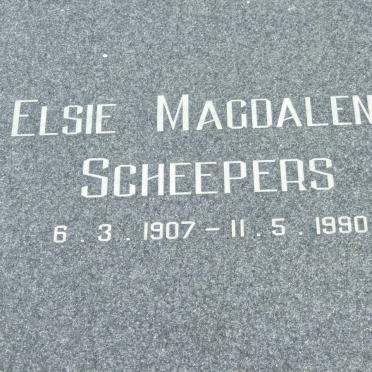 ELSIE MAGDALEN
SCHEEPERS
6.3.1907 – 11.5.1990